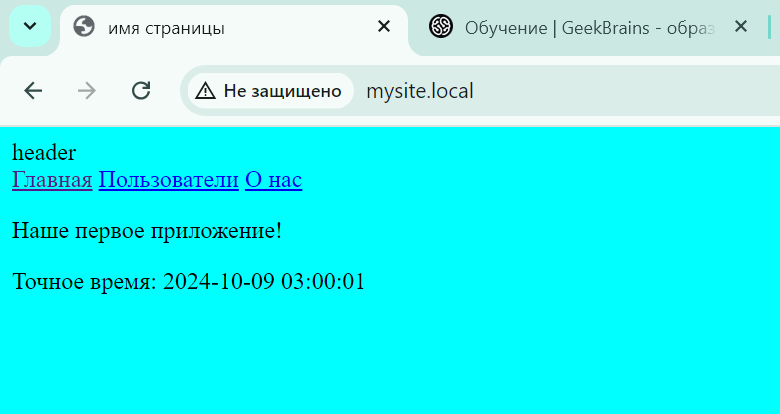 имя страницы
Обучение | GeekBrains - образ
Не защищено mysite.local
header
Главная Пользователи О нас
Наше первое приложение!
Точное время: 2024-10-09 03:00:01